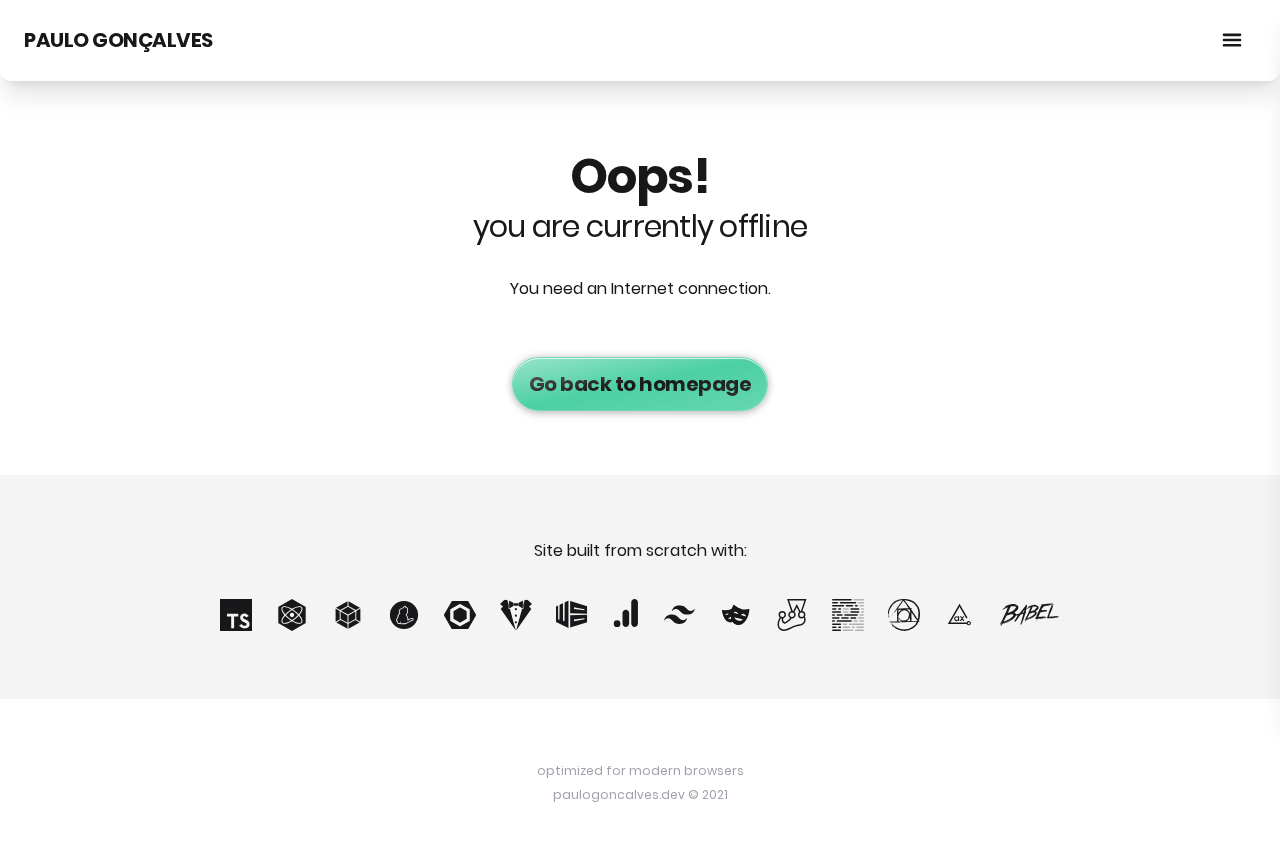 PAULO GONÇALVES
Oops!
you are currently offline
You need an Internet connection.
Go back to homepage
Site built from scratch with:
TS
ax
BABEL
optimized for modern browsers
paulogoncalves.dev © 2021